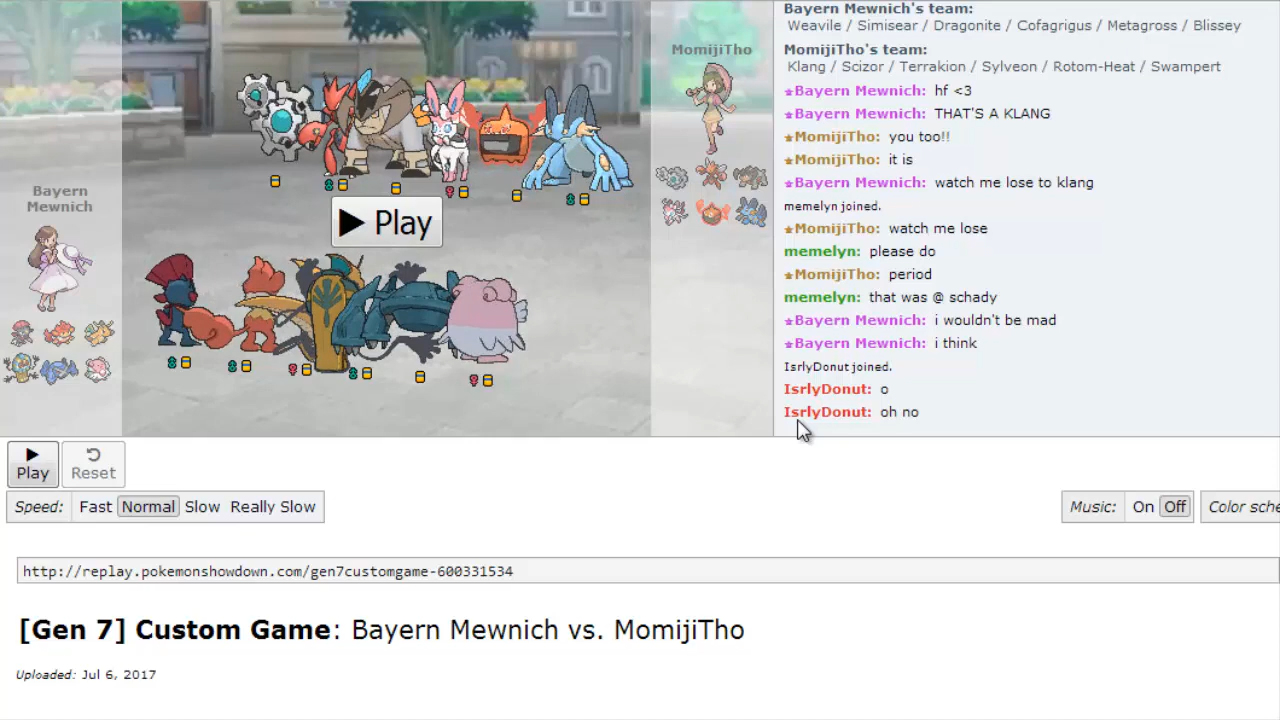 Bayern Mewnich's team:
Weavile / Simisear / Dragonite / Cofagrigus / Metagross / Blissey
MomijiTho's team:
Klang / Scizor / Terrakion / Sylveon / Rotom-Heat / Swampert
☆Bayern Mewnich: hf <3
☆Bayern Mewnich: THAT'S A KLANG
☆MomijiTho: you too!!
☆MomijiTho: it is
☆Bayern Mewnich: watch me lose to klang
memelyn joined.
☆MomijiTho: watch me lose
memelyn: please do
☆MomijiTho: period
memelyn: that was @ schady
☆Bayern Mewnich: i wouldn't be mad
☆Bayern Mewnich: i think
IsrlyDonut joined.
IsrlyDonut: o
IsrlyDonut: oh no
MomijiTho
Bayern
Mewnich
Play
Play
Reset
Speed: Fast Normal Slow Really Slow
Music: On Off
Color sche
http://replay.pokemonshowdown.com/gen7customgame-600331534
[Gen 7] Custom Game: Bayern Mewnich vs. MomijiTho
Uploaded: Jul 6, 2017